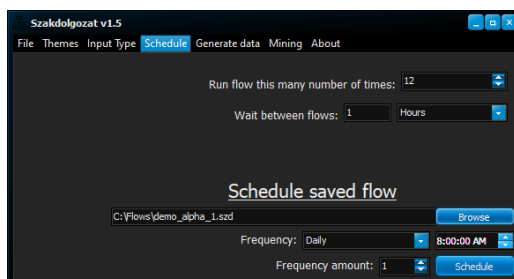 Szakdolgozat v1.5
File Themes Input Type Schedule Generate data Mining About
Run flow this many number of times: 12
Wait between flows: 1 Hours
Schedule saved flow
C:\Flows\demo_alpha_1.szd Browse
Frequency: Daily 8:00:00 AM
Frequency amount: 1 Schedule